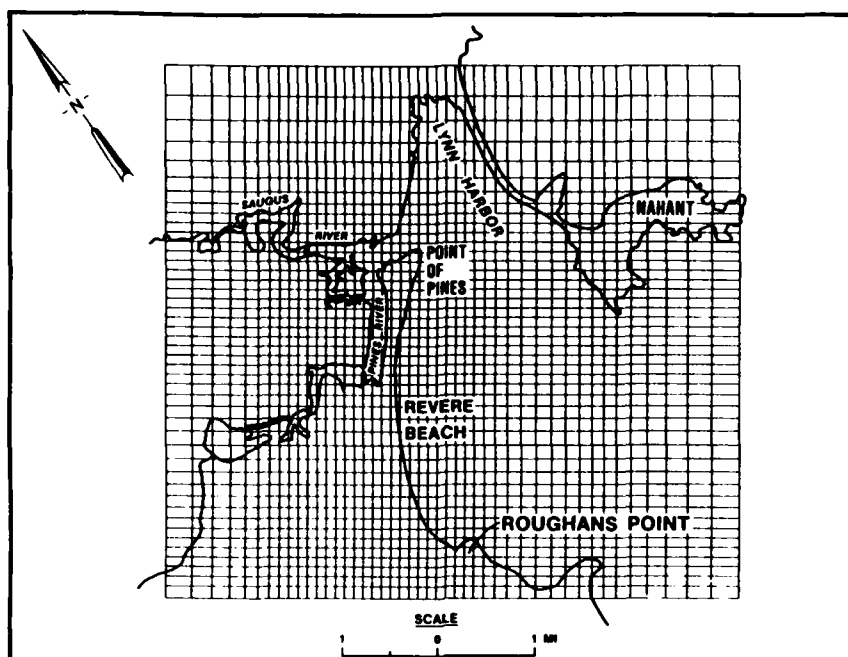 N
LYNN HARBOR
NAHANT
SAUGUS
RIVER
POINT
OF
PINES
PINES RIVER
REVERE
BEACH
ROUGHANS POINT
SCALE
1 0 1 MI